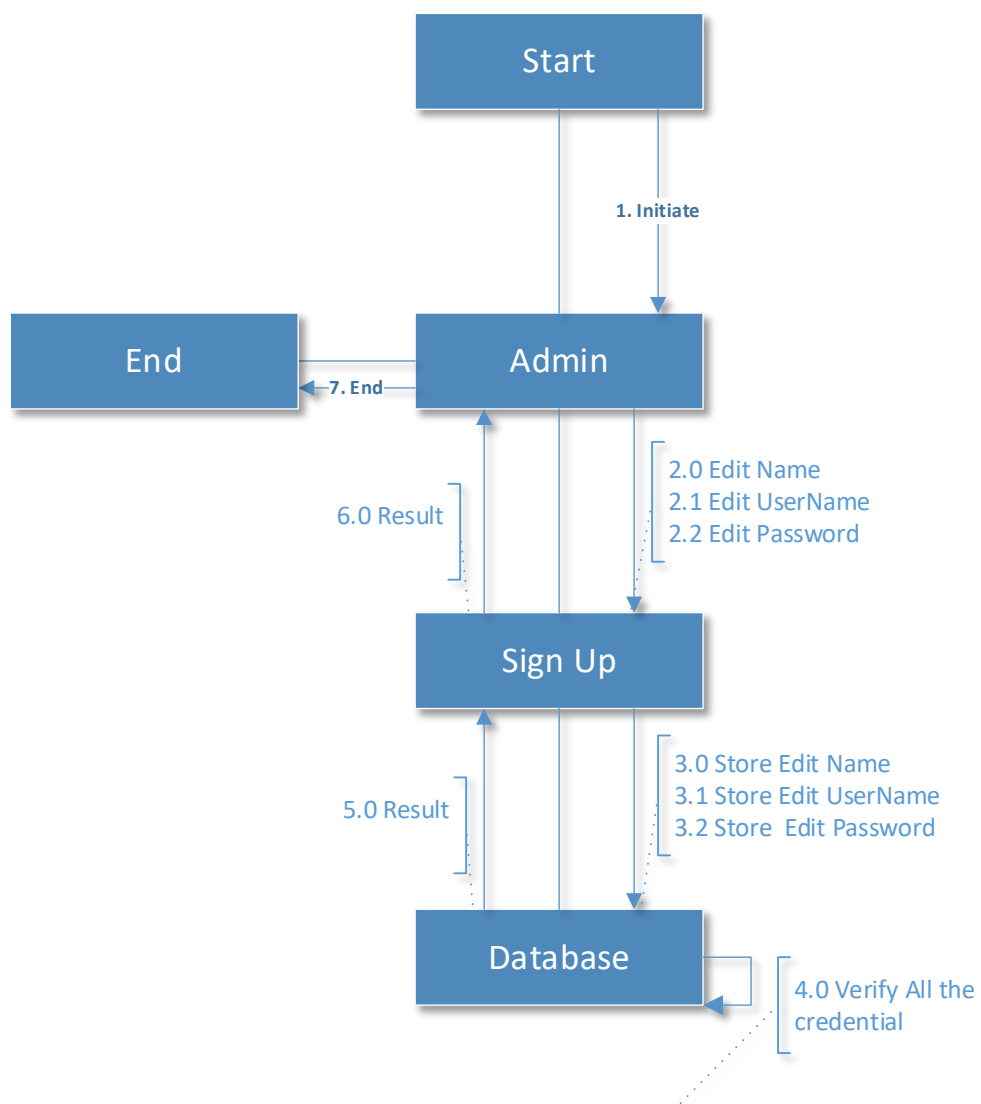 Start
1. Initiate
End
Admin
7. End
2.0 Edit Name
2.1 Edit UserName
2.2 Edit Password
6.0 Result
Sign Up
3.0 Store Edit Name
3.1 Store Edit UserName
3.2 Store  Edit Password
5.0 Result
Database
4.0 Verify All the
credential